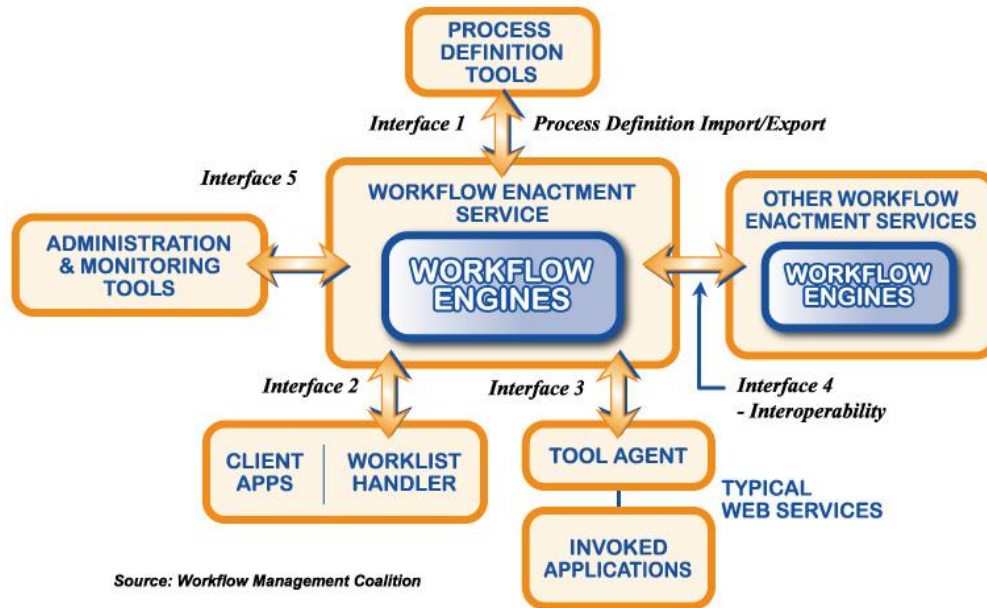 PROCESS
DEFINITION
TOOLS
Interface 1
Process Definition Import/Export
Interface 5
WORKFLOW ENACTMENT
SERVICE
WORKFLOW
ENGINES
OTHER WORKFLOW
ENACTMENT SERVICES
WORKFLOW
ENGINES
ADMINISTRATION
& MONITORING
TOOLS
Interface 2
Interface 3
Interface 4
- Interoperability
CLIENT
APPS
WORKLIST
HANDLER
TOOL AGENT
TYPICAL
WEB SERVICES
INVOKED
APPLICATIONS
Source: Workflow Management Coalition